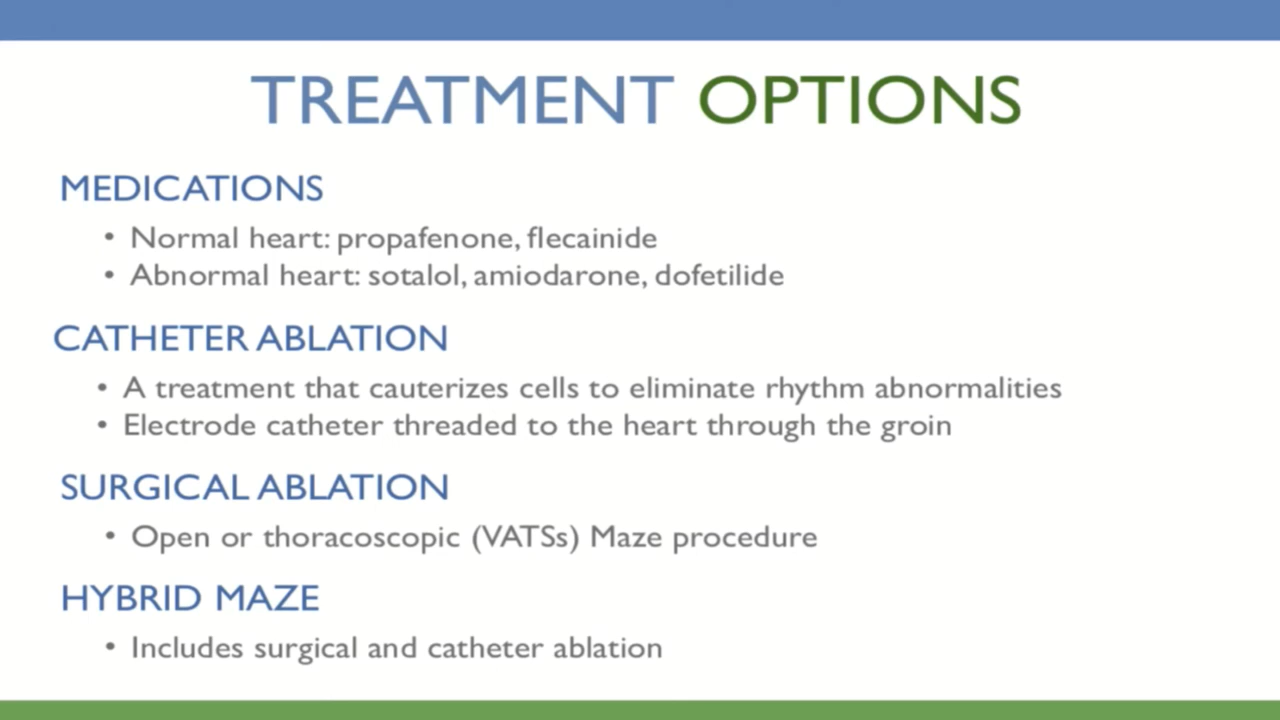 TREATMENT OPTIONS
MEDICATIONS
• Normal heart: propafenone, flecainide
• Abnormal heart: sotalol, amiodarone, dofetilide
CATHETER ABLATION
• A treatment that cauterizes cells to eliminate rhythm abnormalities
• Electrode catheter threaded to the heart through the groin
SURGICAL ABLATION
• Open or thoracoscopic (VATSs) Maze procedure
HYBRID MAZE
• Includes surgical and catheter ablation